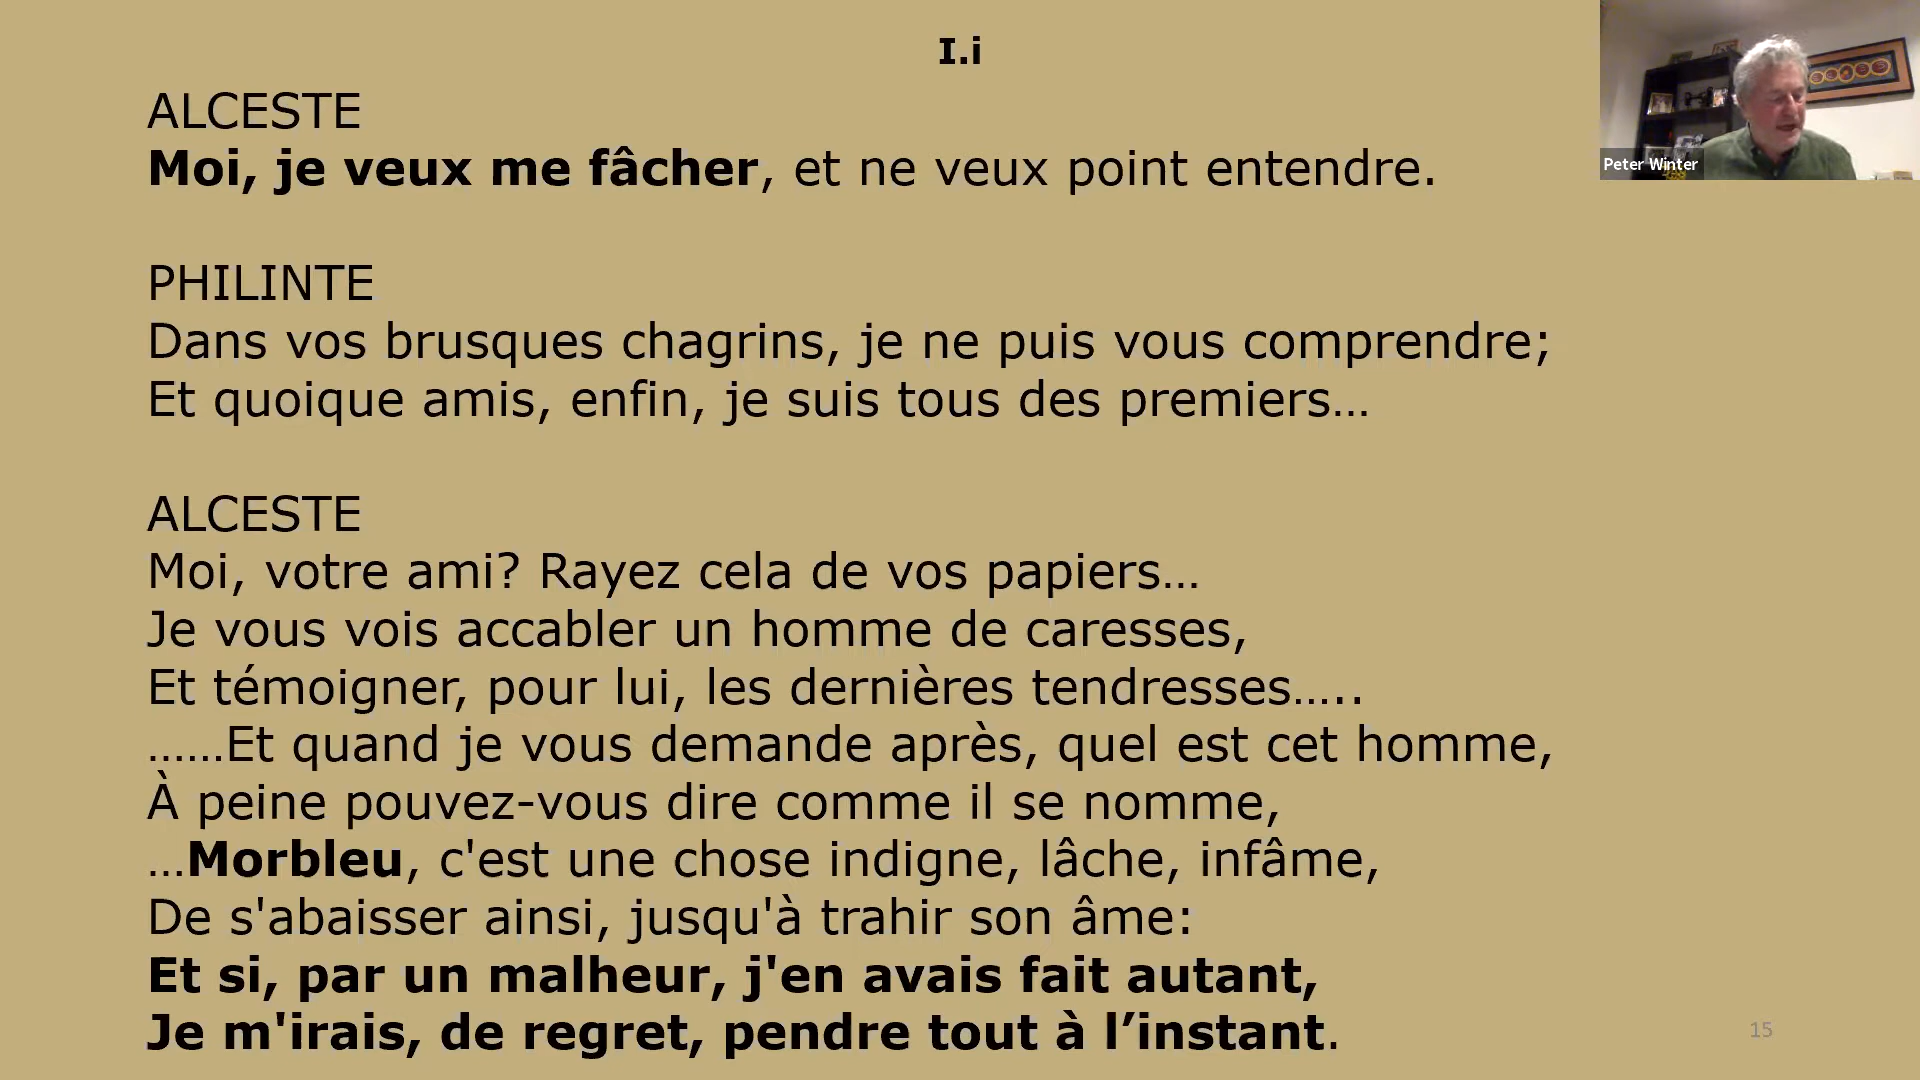 I.i
ALCESTE
Moi, je veux me fâcher, et ne veux point entendre.
PHILINTE
Dans vos brusques chagrins, je ne puis vous comprendre;
Et quoique amis, enfin, je suis tous des premiers…
ALCESTE
Moi, votre ami? Rayez cela de vos papiers…
Je vous vois accabler un homme de caresses,
Et témoigner, pour lui, les dernières tendresses…..
……Et quand je vous demande après, quel est cet homme,
À peine pouvez-vous dire comme il se nomme,
…Morbleu, c'est une chose indigne, lâche, infâme,
De s'abaisser ainsi, jusqu'à trahir son âme:
Et si, par un malheur, j'en avais fait autant,
Je m'irais, de regret, pendre tout à l’instant.
15
Peter Winter